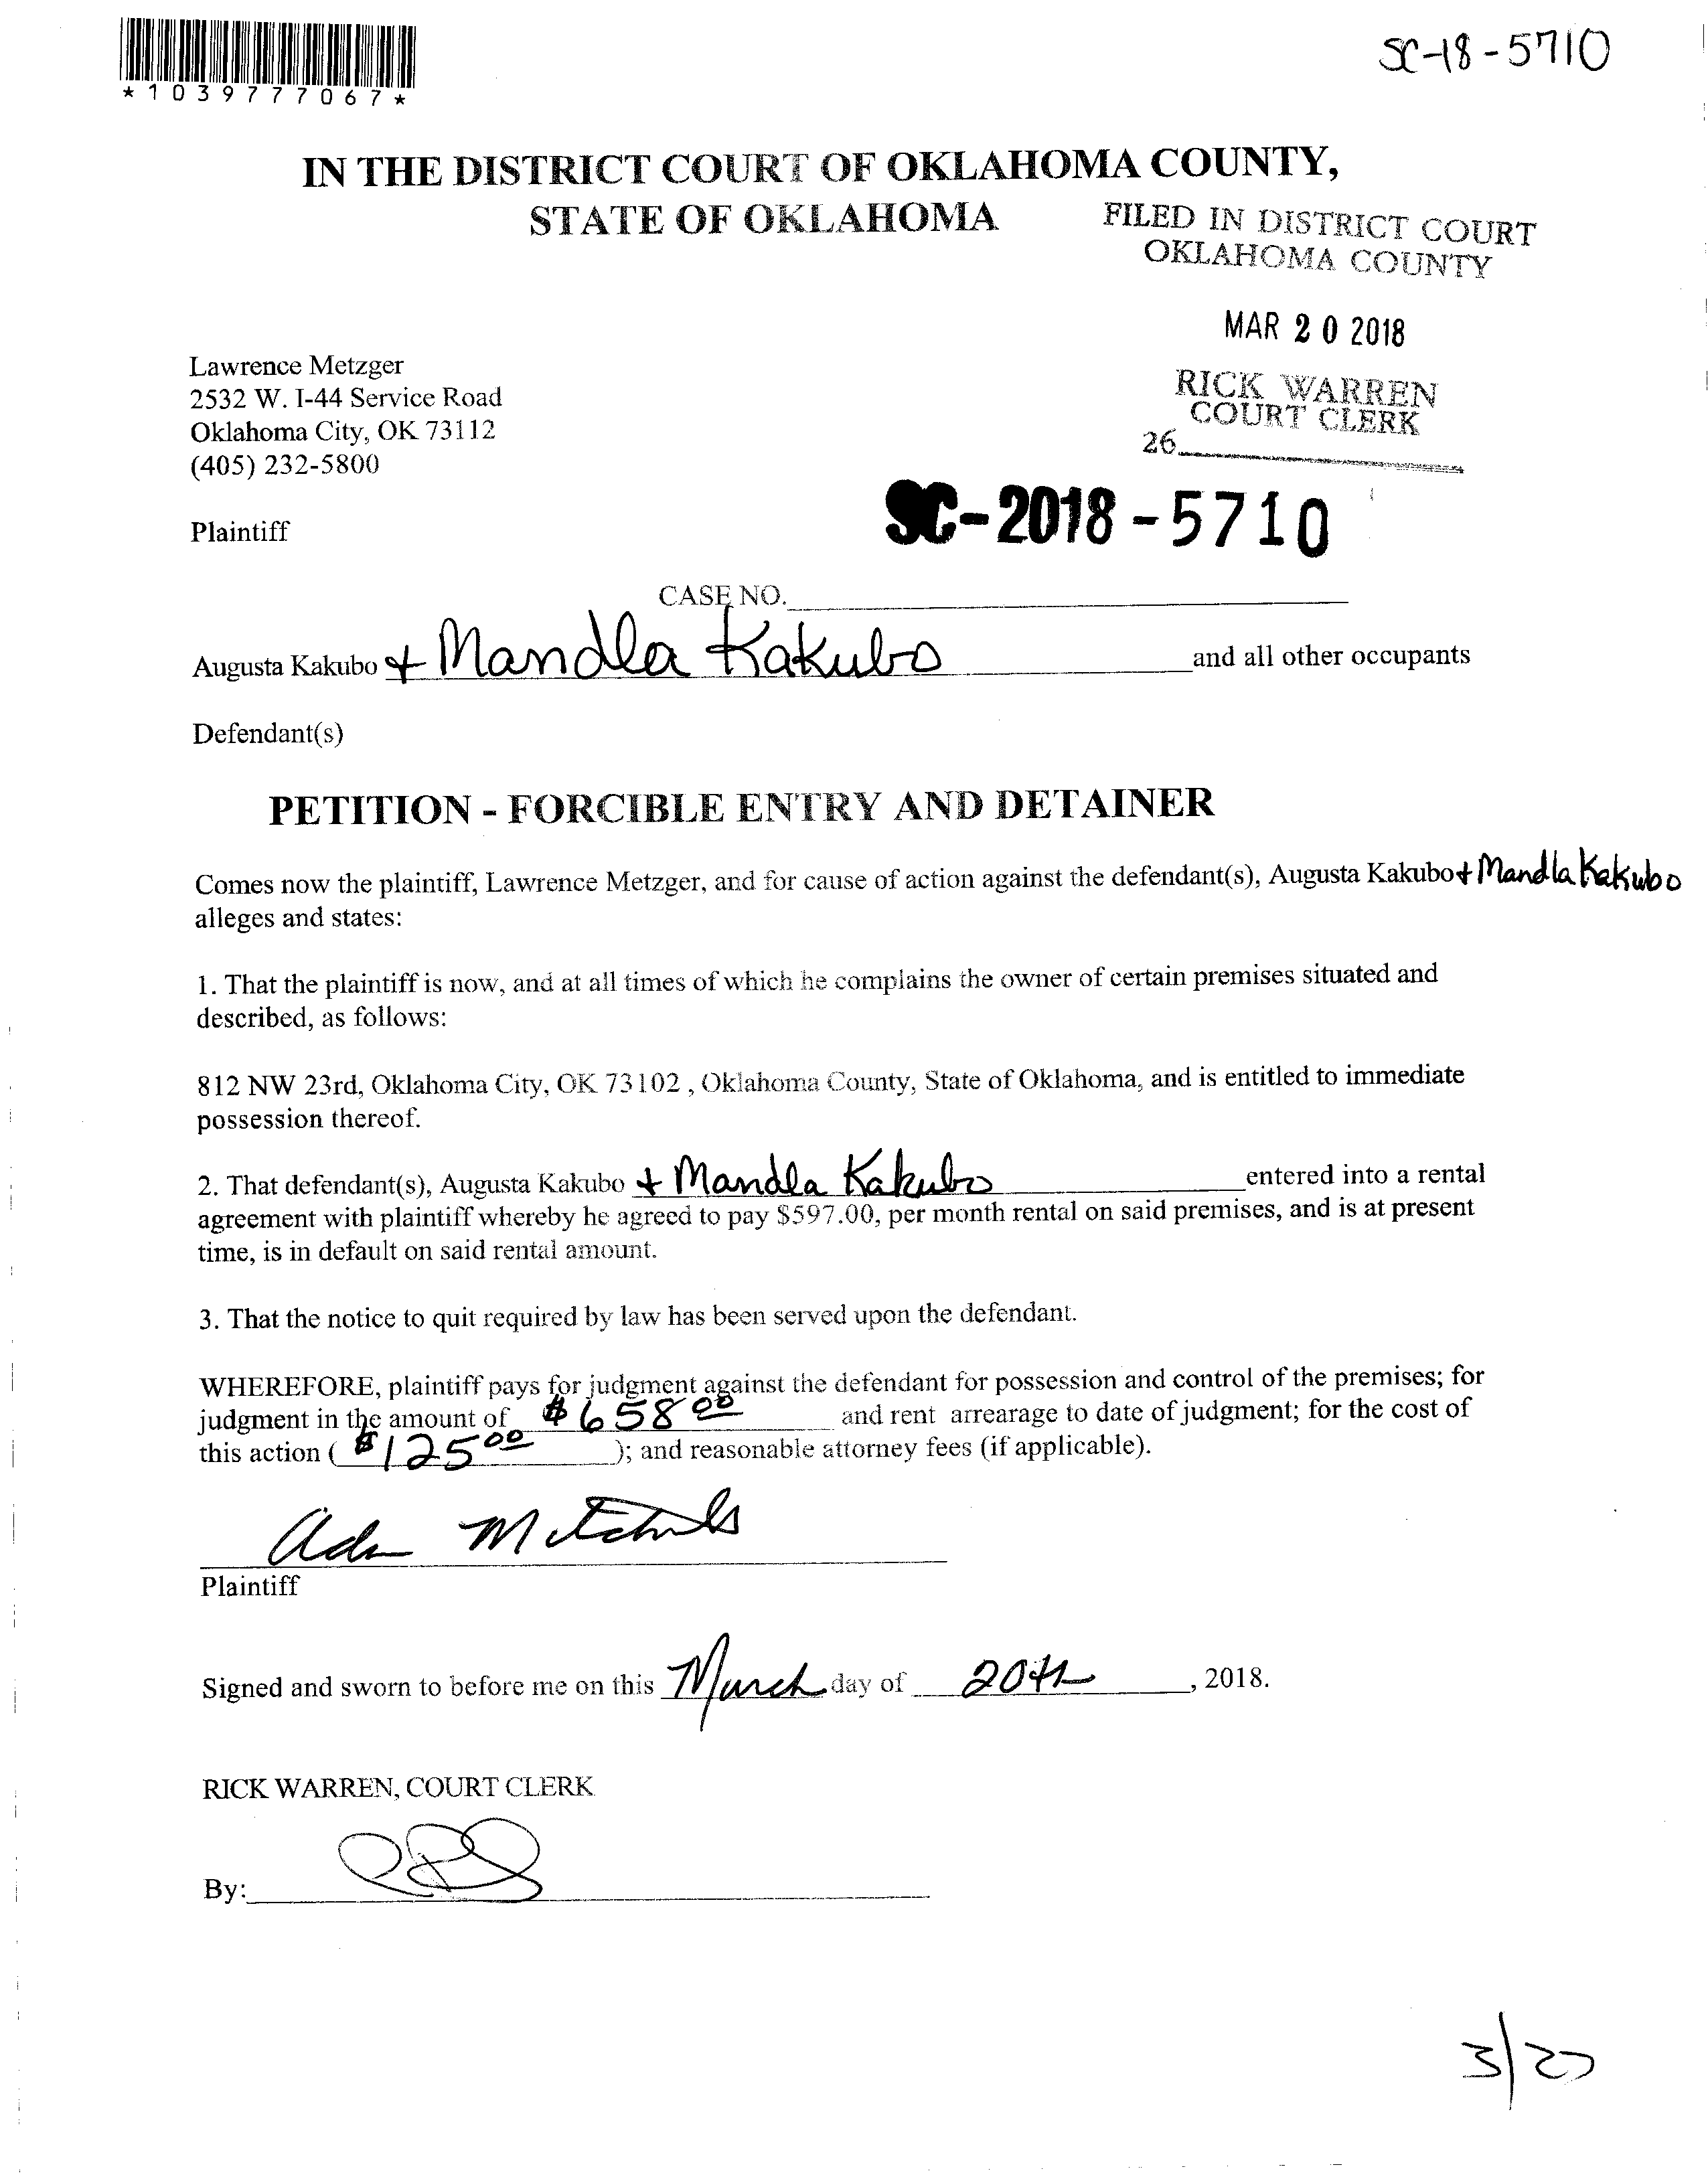 SC-18-5710
*1039777067*
IN THE DISTRICT COURT OF OKLAHOMA COUNTY,
STATE OF OKLAHOMA
FILED IN DISTRICT COURT
OKLAHOMA COUNTY
MAR 20 2018
RICK WARREN
COURT CLERK
26
Lawrence Metzger
2532 W. I-44 Service Road
Oklahoma City, OK 73112
(405) 232-5800
Plaintiff
SC-2018-5710
CASE NO.
Augusta Kakubo + Mandla Kakubo and all other occupants
Defendant(s)
PETITION - FORCIBLE ENTRY AND DETAINER
Comes now the plaintiff, Lawrence Metzger, and for cause of action against the defendant(s), Augusta Kakubo + Mandla Kakubo
alleges and states:
1. That the plaintiff is now, and at all times of which he complains the owner of certain premises situated and
described, as follows:
812 NW 23rd, Oklahoma City, OK 73102 , Oklahoma County, State of Oklahoma, and is entitled to immediate
possession thereof.
2. That defendant(s), Augusta Kakubo + Mandla Kakubo entered into a rental
agreement with plaintiff whereby he agreed to pay $597.00, per month rental on said premises, and is at present
time, is in default on said rental amount.
3. That the notice to quit required by law has been served upon the defendant.
WHEREFORE, plaintiff pays for judgment against the defendant for possession and control of the premises; for
judgment in the amount of $658 00 and rent arrearage to date of judgment; for the cost of
this action ( $125 00 ); and reasonable attorney fees (if applicable).
Plaintiff
Signed and sworn to before me on this March day of 20th , 2018.
RICK WARREN, COURT CLERK
By:
3/27